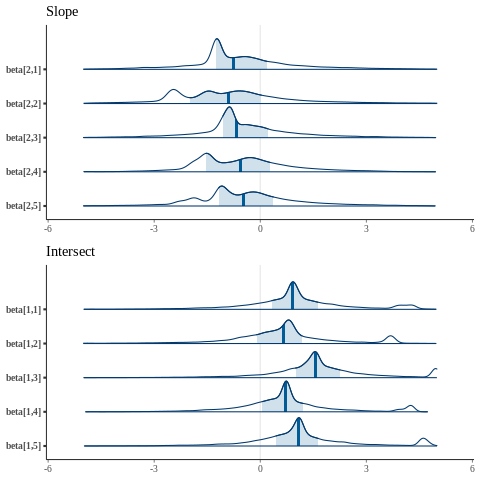 Slope
beta[2,1]
beta[2,2]
beta[2,3]
beta[2,4]
beta[2,5]
-6 -3 0 3 6
Intersect
beta[1,1]
beta[1,2]
beta[1,3]
beta[1,4]
beta[1,5]
-6 -3 0 3 6